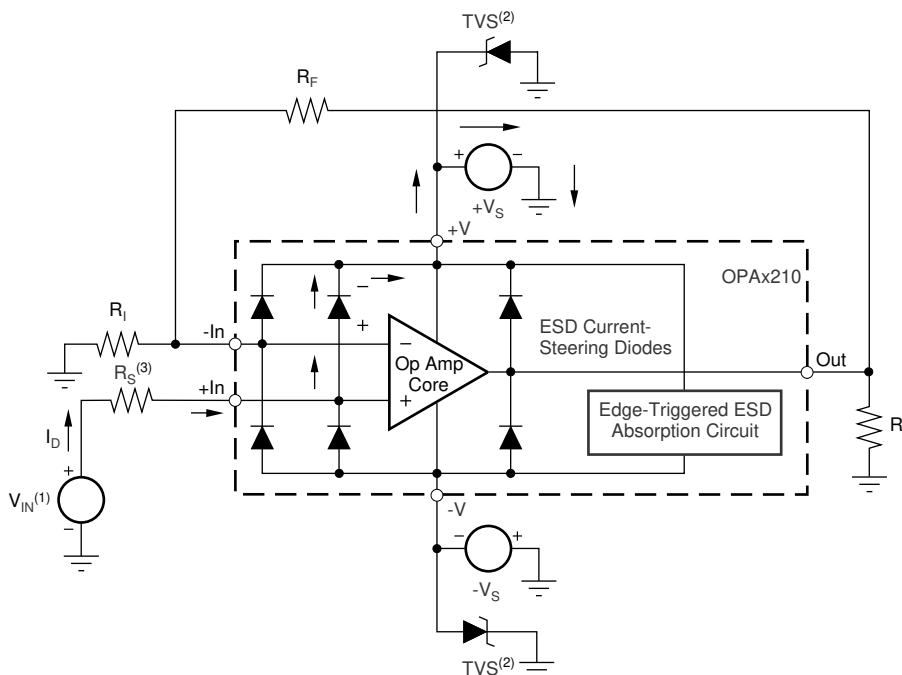 TVS(2)
RF
+ −
+VS
+V
OPAx210
−
+
RI
-In
ESD Current-
Steering Diodes
−
Op Amp
Core
+
Out
RS(3)
+In
Edge-Triggered ESD
Absorption Circuit
R
ID
+
VIN(1)
−
-V
− +
-VS
TVS(2)